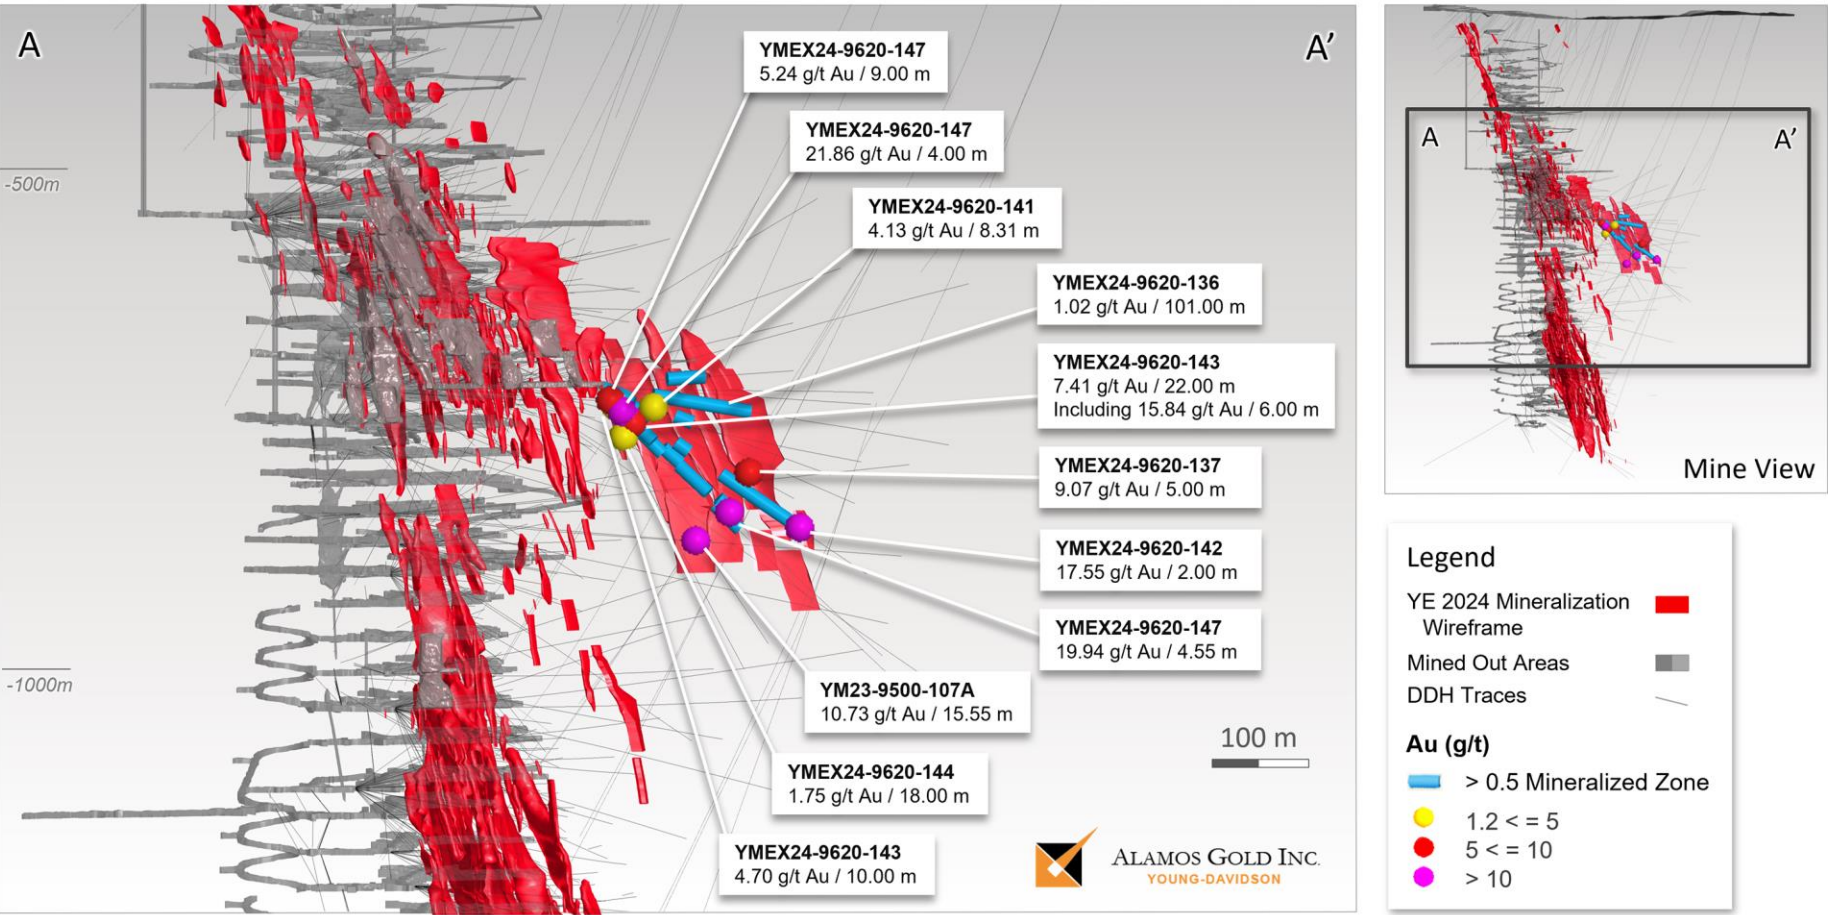 A
A’
YMEX24-9620-147
5.24 g/t Au / 9.00 m
YMEX24-9620-147
21.86 g/t Au / 4.00 m
YMEX24-9620-141
4.13 g/t Au / 8.31 m
YMEX24-9620-136
1.02 g/t Au / 101.00 m
YMEX24-9620-143
7.41 g/t Au / 22.00 m
Including 15.84 g/t Au / 6.00 m
YMEX24-9620-137
9.07 g/t Au / 5.00 m
YMEX24-9620-142
17.55 g/t Au / 2.00 m
YMEX24-9620-147
19.94 g/t Au / 4.55 m
YM23-9500-107A
10.73 g/t Au / 15.55 m
YMEX24-9620-144
1.75 g/t Au / 18.00 m
YMEX24-9620-143
4.70 g/t Au / 10.00 m
-500m
-1000m
100 m
ALAMOS GOLD INC.
YOUNG-DAVIDSON
A
A’
Mine View
Legend
YE 2024 Mineralization
Wireframe
Mined Out Areas
DDH Traces
Au (g/t)
> 0.5 Mineralized Zone
1.2 < = 5
5 < = 10
> 10